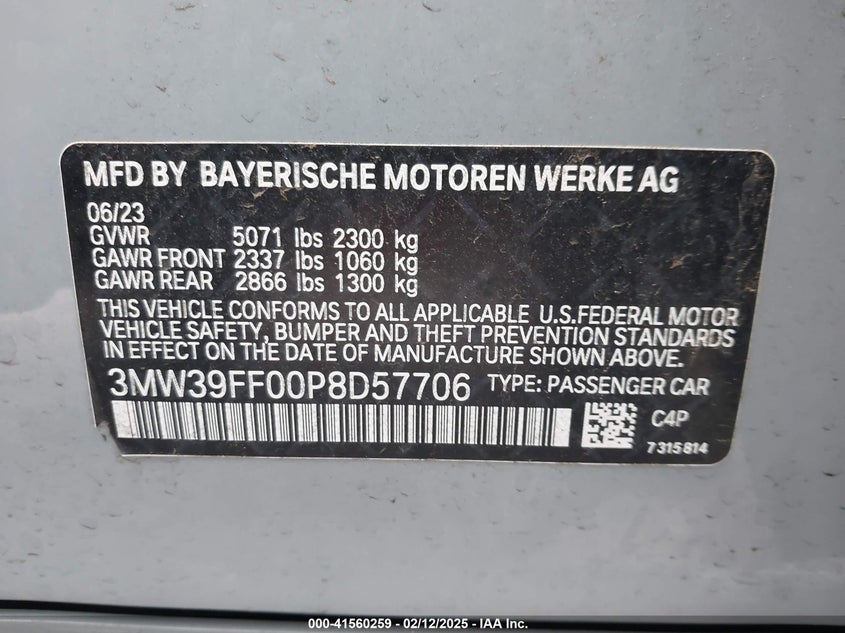 MFD BY BAYERISCHE MOTOREN WERKE AG
06/23
GVWR 5071 lbs 2300 kg
GAWR FRONT 2337 lbs 1060 kg
GAWR REAR 2866 lbs 1300 kg
THIS VEHICLE CONFORMS TO ALL APPLICABLE U.S.FEDERAL MOTOR
VEHICLE SAFETY, BUMPER AND THEFT PREVENTION STANDARDS
IN EFFECT ON THE DATE OF MANUFACTURE SHOWN ABOVE.
3MW39FF00P8D57706 TYPE: PASSENGER CAR
C4P
7315814
000-41560259 - 02/12/2025 - IAA Inc.